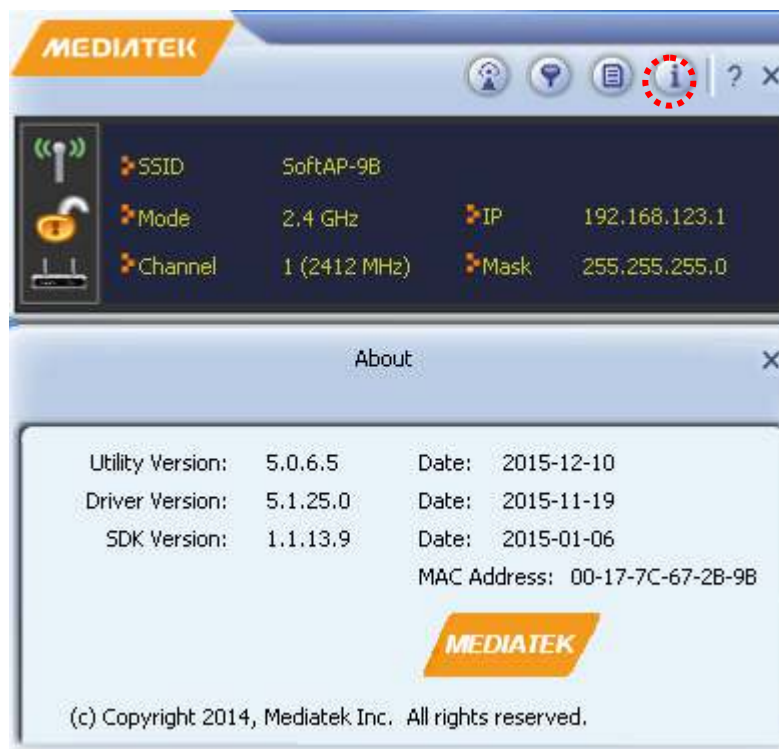 MEDIATEK
i ? X
SSID SoftAP-9B
Mode 2.4 GHz IP 192.168.123.1
Channel 1 (2412 MHz) Mask 255.255.255.0
About X
Utility Version: 5.0.6.5 Date: 2015-12-10
Driver Version: 5.1.25.0 Date: 2015-11-19
SDK Version: 1.1.13.9 Date: 2015-01-06
MAC Address: 00-17-7C-67-2B-9B
MEDIATEK
(c) Copyright 2014, Mediatek Inc. All rights reserved.